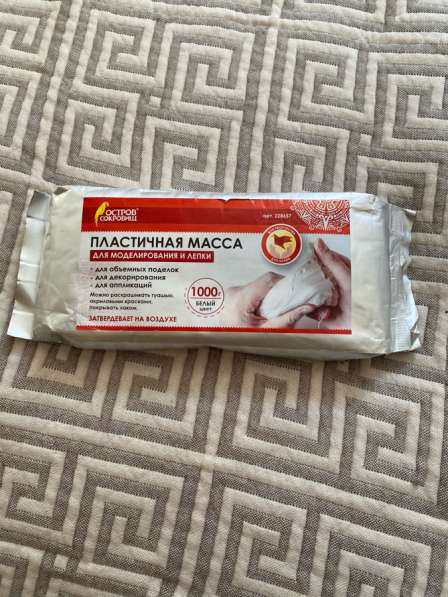 ОСТРОВ
СОКРОВИЩ
арт. 228657
ПЛАСТИЧНАЯ МАССА
ДЛЯ МОДЕЛИРОВАНИЯ И ЛЕПКИ
- для объемных поделок
- для декорирования
- для аппликаций
Можно раскрашивать гуашью,
акриловыми красками,
покрывать лаком.
ЗАТВЕРДЕВАЕТ НА ВОЗДУХЕ
1000г
БЕЛЫЙ
цвет